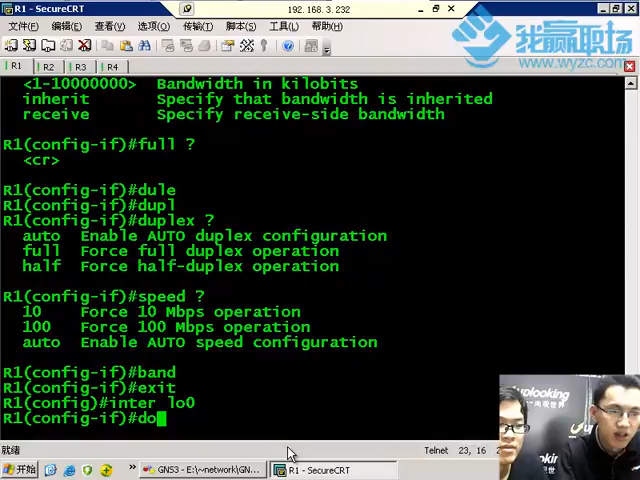 R1 - SecureCRT
192.168.3.232
文件(F) 编辑(E) 查看(V) 选项(O) 传输(T) 脚本(S) 工具(L) 帮助(H)
我赢职场
www.wyzc.com
R1 R2 R3 R4
<1-10000000>  Bandwidth in kilobits
inherit       Specify that bandwidth is inherited
receive       Specify receive-side bandwidth
R1(config-if)#full ?
<cr>
R1(config-if)#dule
R1(config-if)#dupl
R1(config-if)#duplex ?
auto  Enable AUTO duplex configuration
full  Force full duplex operation
half  Force half-duplex operation
R1(config-if)#speed ?
10    Force 10 Mbps operation
100   Force 100 Mbps operation
auto  Enable AUTO speed configuration
R1(config-if)#band
R1(config-if)#exit
R1(config)#inter lo0
R1(config-if)#do
就绪
Telnet 23, 16
开始
GNS3 - E:\~network\GN...
R1 - SecureCRT